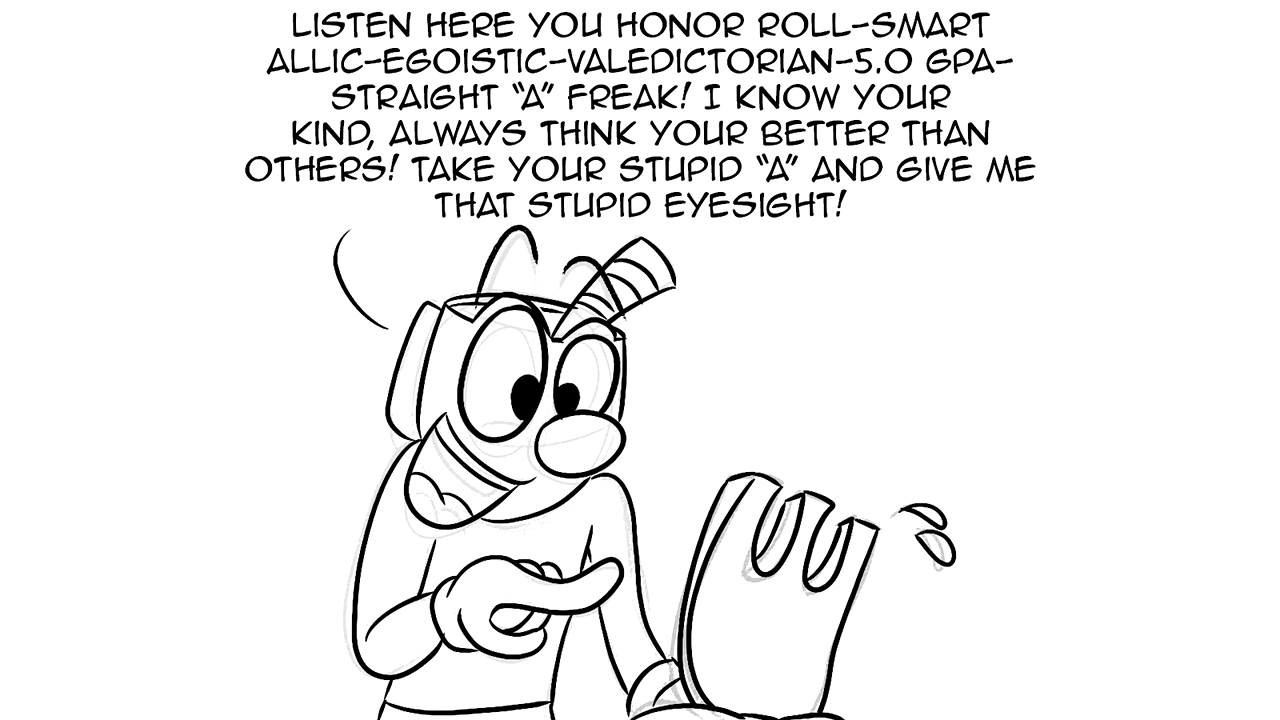 LISTEN HERE YOU HONOR ROLL-SMART
ALLIC-EGOISTIC-VALEDICTORIAN-5.0 GPA-
STRAIGHT "A" FREAK! I KNOW YOUR
KIND, ALWAYS THINK YOUR BETTER THAN
OTHERS! TAKE YOUR STUPID "A" AND GIVE ME
THAT STUPID EYESIGHT!